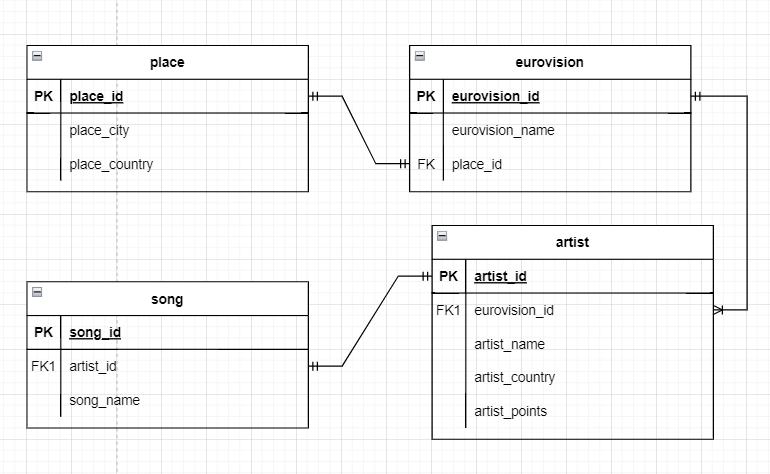 place
PK place_id
place_city
place_country
eurovision
PK eurovision_id
eurovision_name
FK place_id
artist
PK artist_id
FK1 eurovision_id
artist_name
artist_country
artist_points
song
PK song_id
FK1 artist_id
song_name